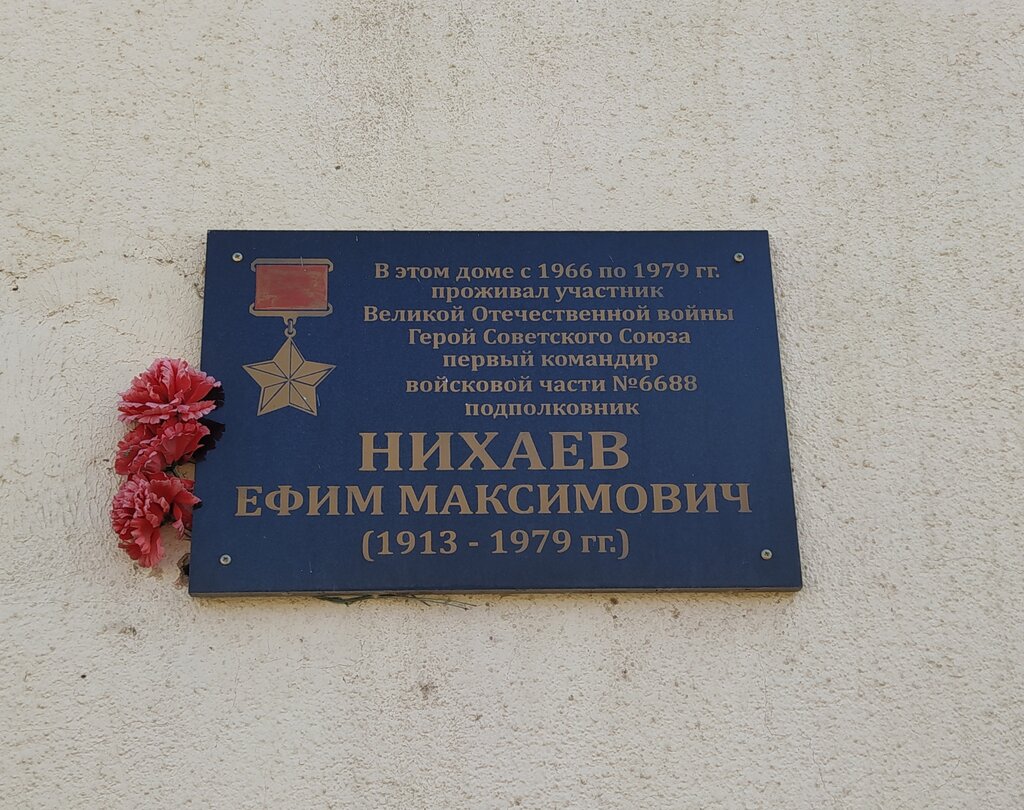 В этом доме с 1966 по 1979 гг.
проживал участник
Великой Отечественной войны
Герой Советского Союза
первый командир
войсковой части №6688
подполковник
НИХАЕВ
ЕФИМ МАКСИМОВИЧ
(1913 - 1979 гг.)